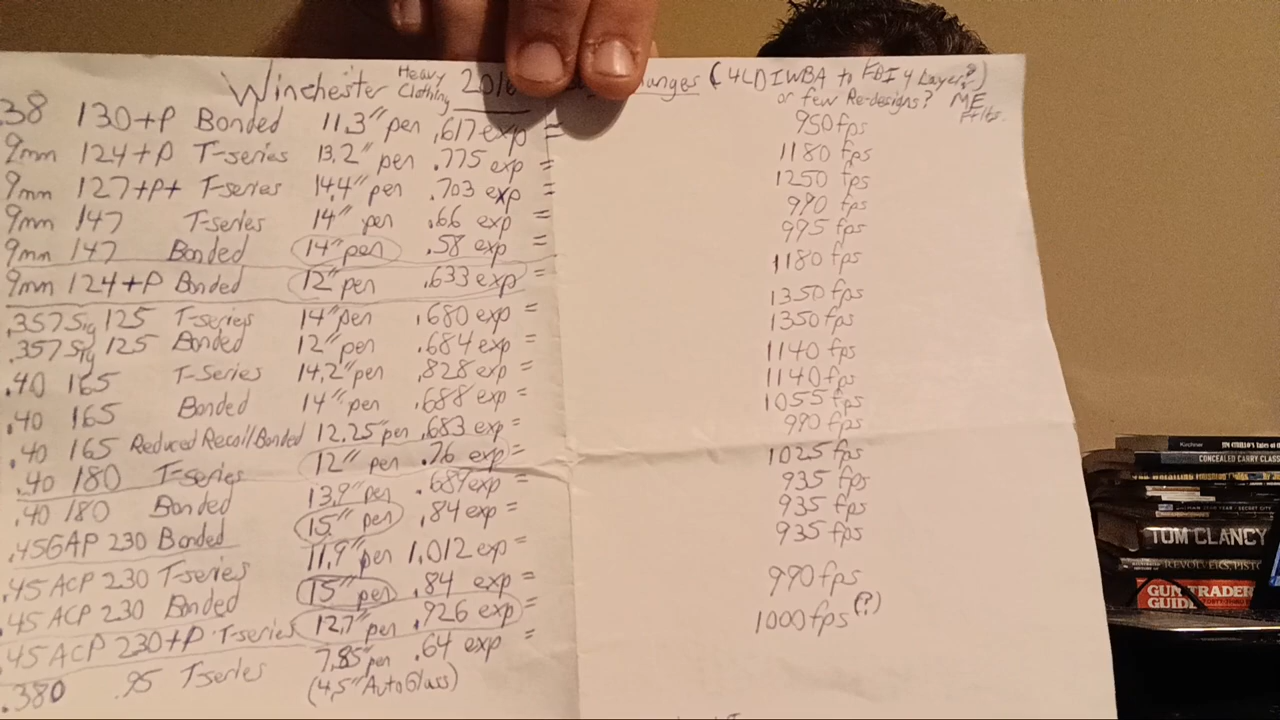 Winchester Heavy Clothing 201 Changes (4LDIWBA to FBI 4 Layer?)
or few Re-designs? ME Ftlbs.
.38 130+P Bonded 11.3" pen .617 exp = 950 fps
9mm 124+P T-series 13.2" pen .775 exp = 1180 fps
9mm 127+P+ T-series 14.4" pen .703 exp = 1250 fps
9mm 147 T-series 14" pen .66 exp = 990 fps
9mm 147 Bonded 14" pen .58 exp = 995 fps
9mm 124+P Bonded 12" pen .633 exp = 1180 fps
.357 Sig 125 T-series 14" pen .680 exp = 1350 fps
.357 Sig 125 Bonded 12" pen .684 exp = 1350 fps
.40 165 T-Series 14.2" pen .828 exp = 1140 fps
.40 165 Bonded 14" pen .688 exp = 1140 fps
.40 165 Reduced Recoil/Bonded 12.25" pen .683 exp = 1055 fps
.40 180 T-series 12" pen .76 exp = 990 fps
.40 180 Bonded 13.9" pen .689 exp = 1025 fps
.45GAP 230 Bonded 15" pen .84 exp = 935 fps
.45 ACP 230 T-series 11.9" pen 1.012 exp = 935 fps
.45 ACP 230 Bonded 15" pen .84 exp = 935 fps
.45 ACP 230+P T-series 12.7" pen .926 exp = 990 fps
.380 .95 T-series 7.85" pen .64 exp = 1000 fps (?)
(4.5" Auto Glass)
Kirchner
CONCEALED CARRY CLASS
TOM CLANCY
REVOLVERS, PISTO
GUN TRADER
GUIDE